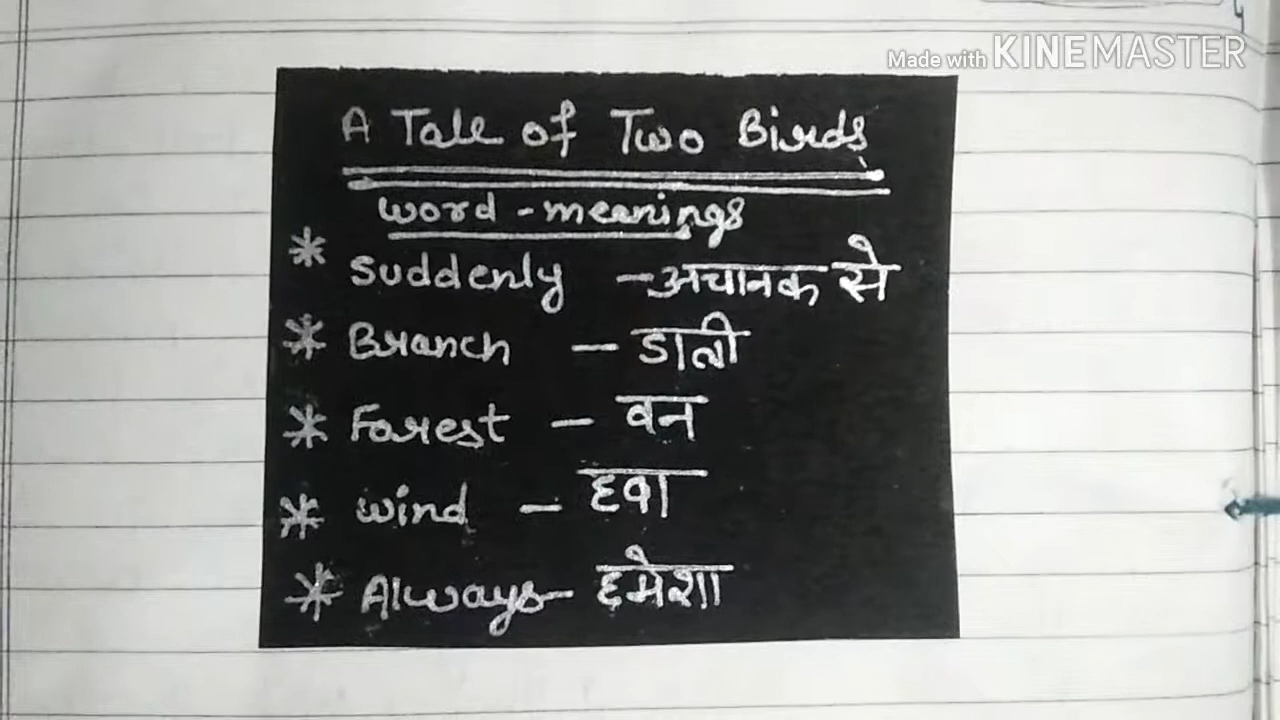 Made with KINEMASTER
A Tale of Two Birds
Word - meanings
* Suddenly - अचानक से
* Branch - डाली
* Forest - वन
* Wind - हवा
* Always - हमेशा